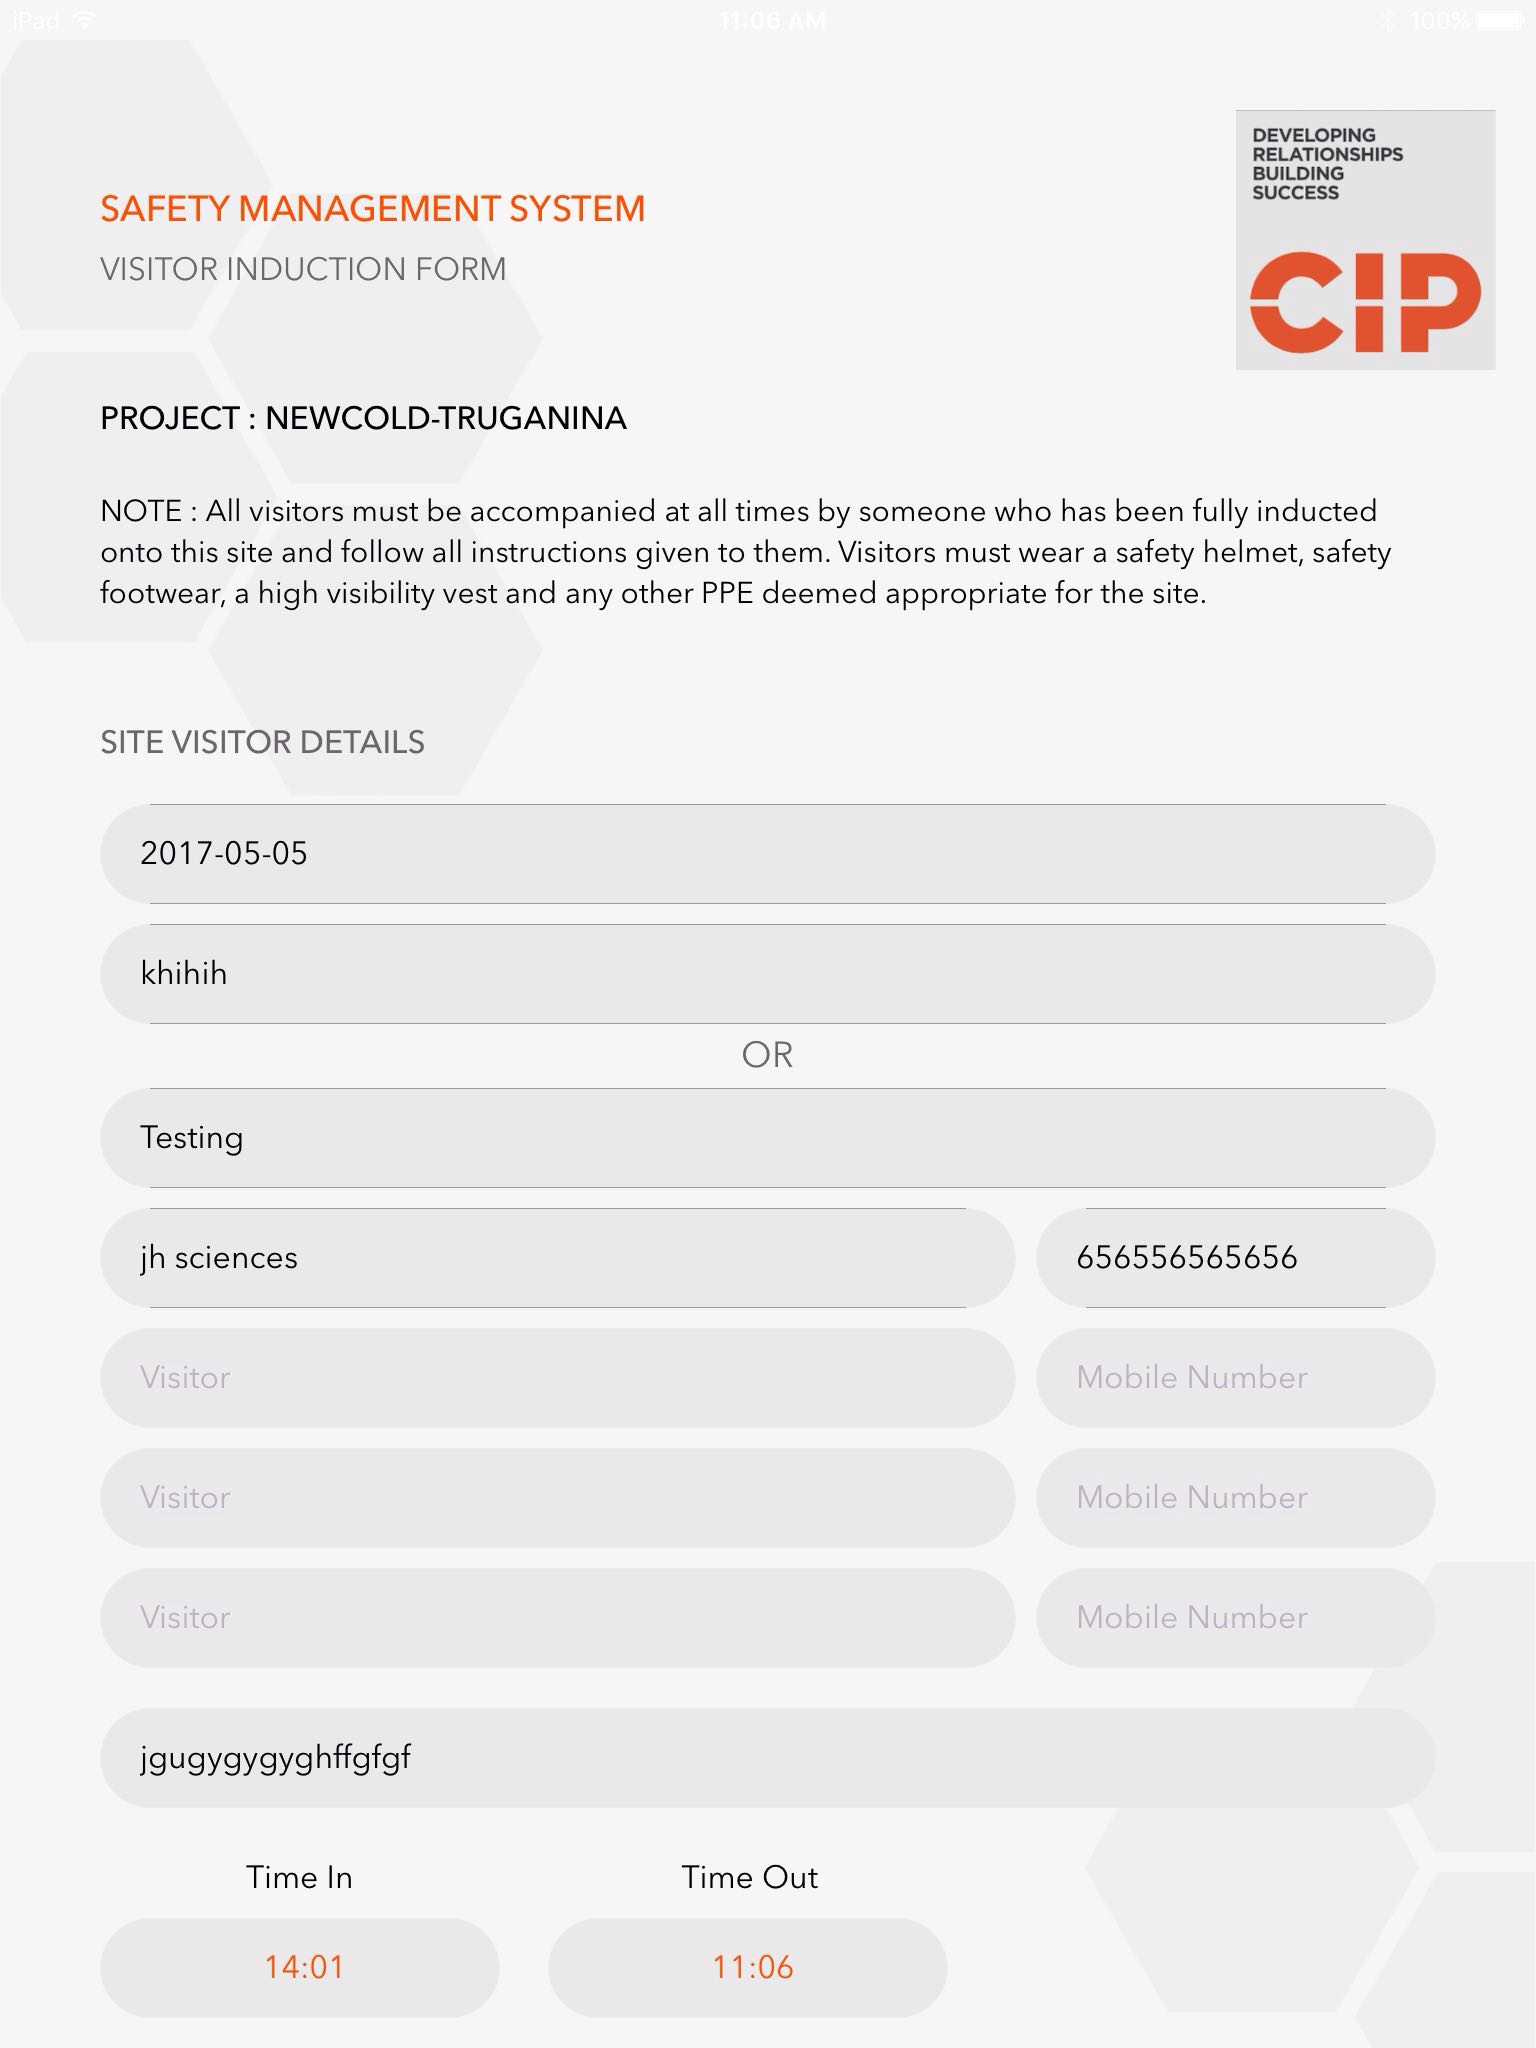 iPad 11:06 AM 100%
DEVELOPING
RELATIONSHIPS
BUILDING
SUCCESS
CIP
SAFETY MANAGEMENT SYSTEM
VISITOR INDUCTION FORM
PROJECT : NEWCOLD-TRUGANINA
NOTE : All visitors must be accompanied at all times by someone who has been fully inducted
onto this site and follow all instructions given to them. Visitors must wear a safety helmet, safety
footwear, a high visibility vest and any other PPE deemed appropriate for the site.
SITE VISITOR DETAILS
2017-05-05
khihih
OR
Testing
jh sciences 656556565656
Visitor Mobile Number
Visitor Mobile Number
Visitor Mobile Number
jgugygygyghffgfgf
Time In Time Out
14:01 11:06